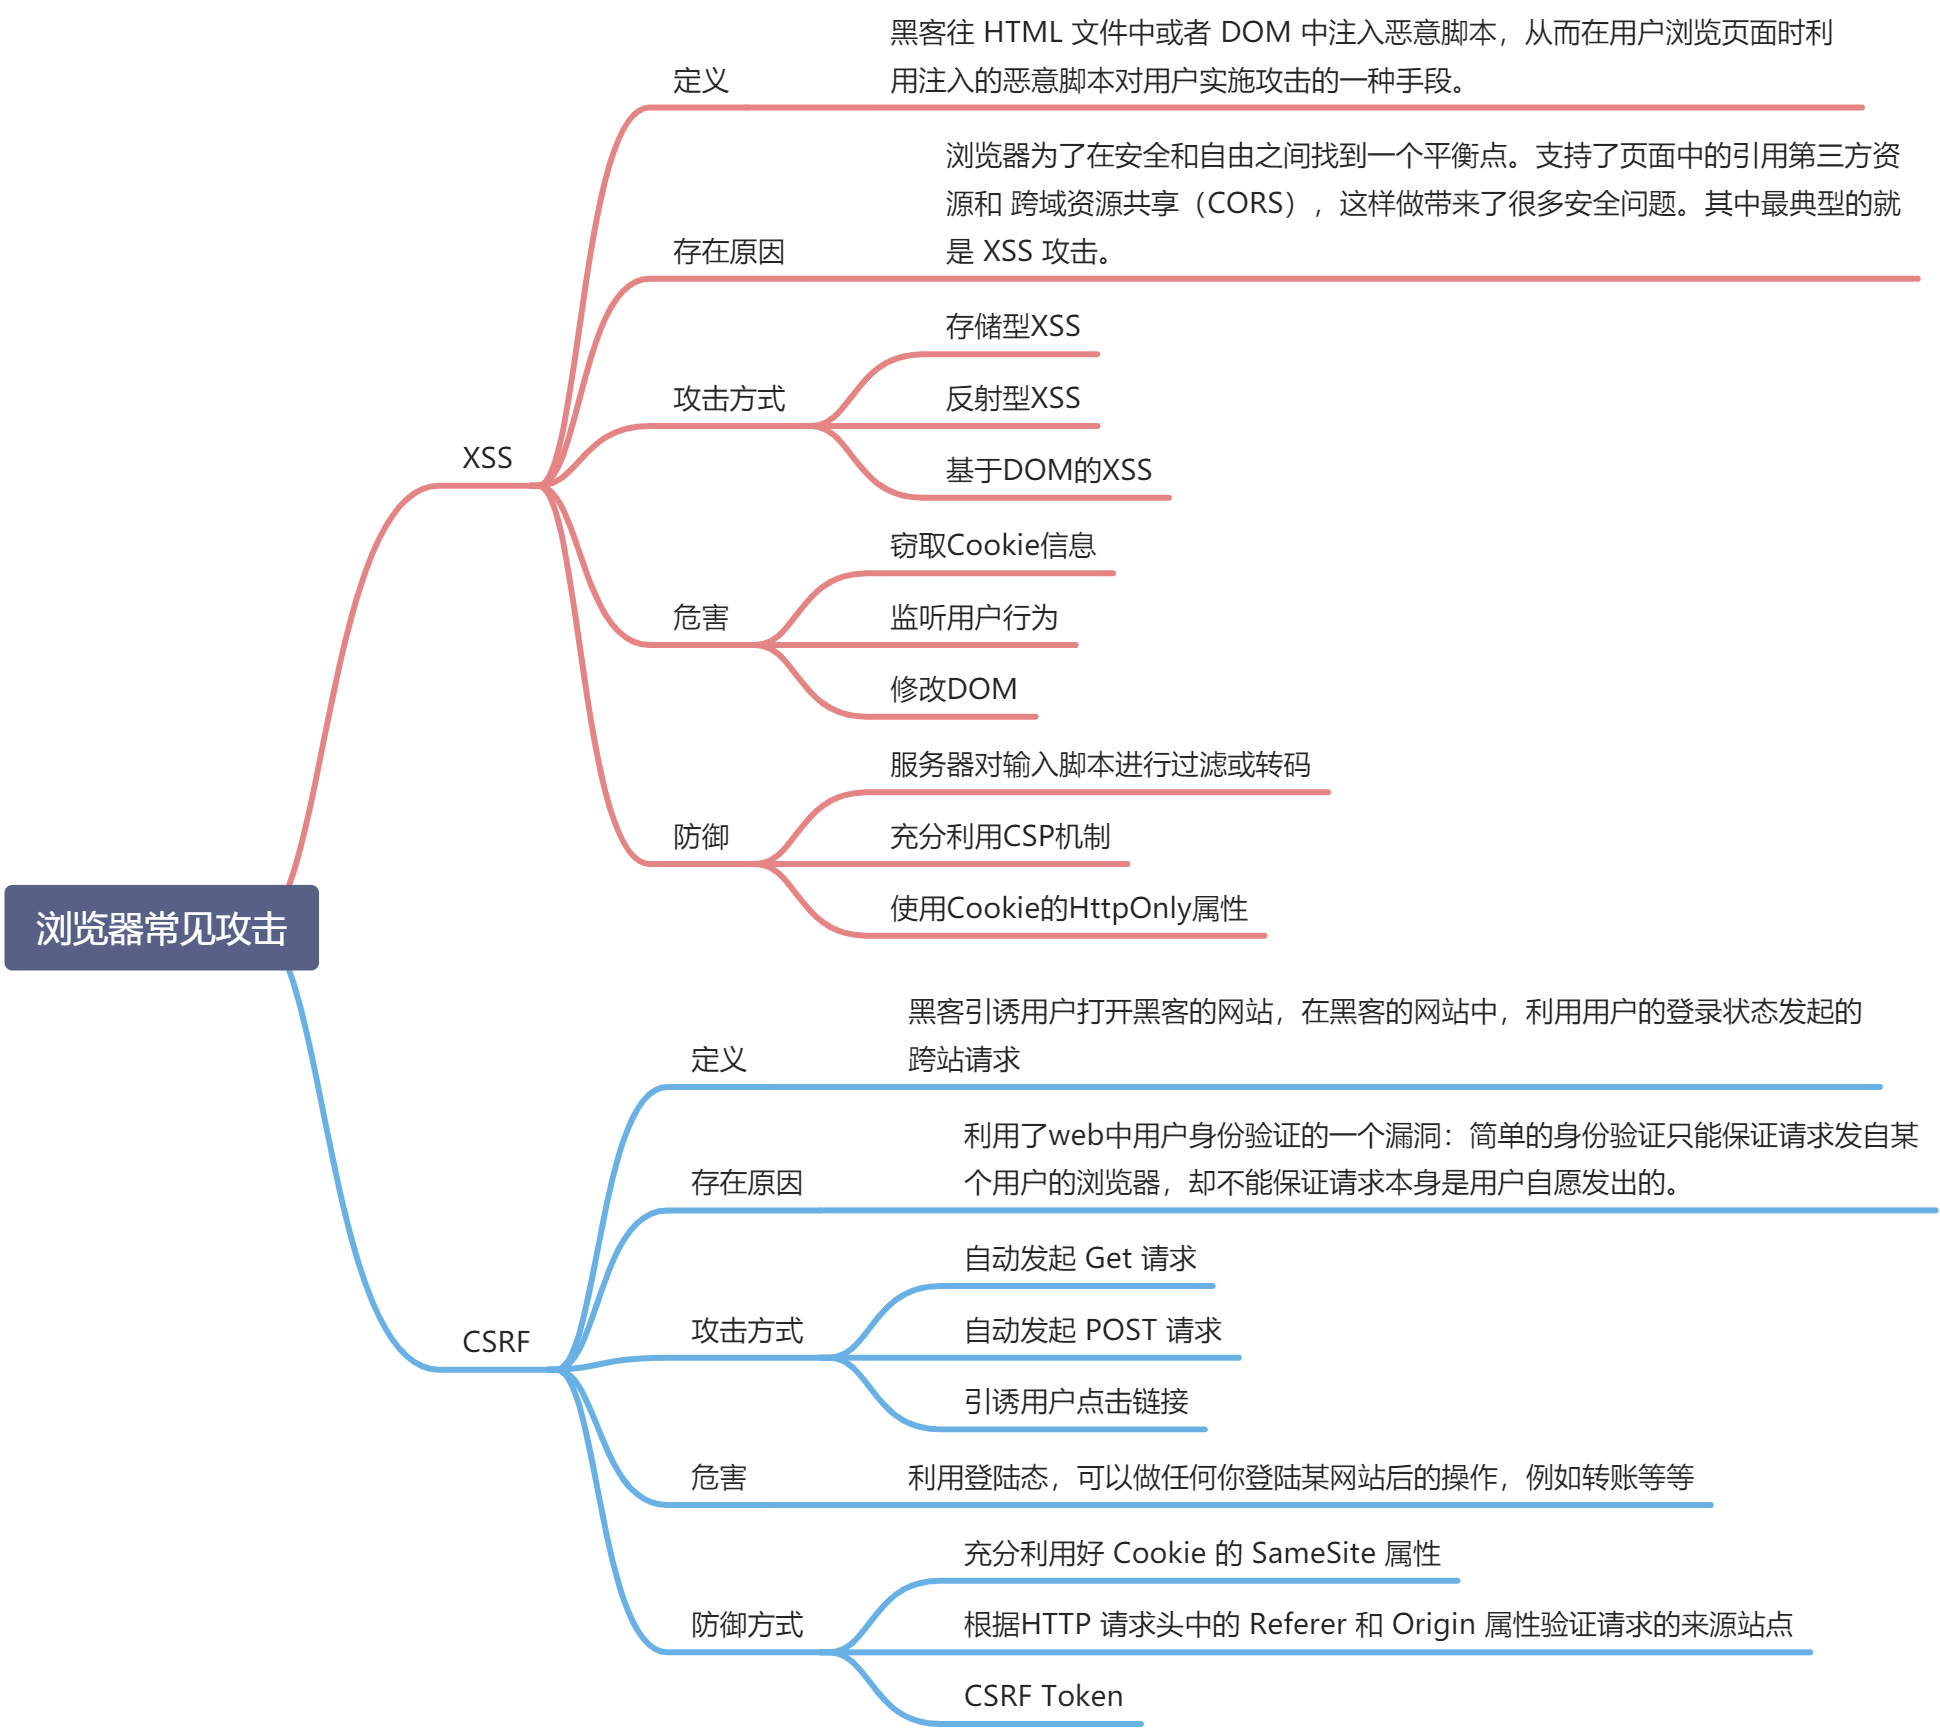 浏览器常见攻击
XSS
定义
黑客往 HTML 文件中或者 DOM 中注入恶意脚本，从而在用户浏览页面时利
用注入的恶意脚本对用户实施攻击的一种手段。
存在原因
浏览器为了在安全和自由之间找到一个平衡点。支持了页面中的引用第三方资
源和 跨域资源共享（CORS），这样做带来了很多安全问题。其中最典型的就
是 XSS 攻击。
攻击方式
存储型XSS
反射型XSS
基于DOM的XSS
危害
窃取Cookie信息
监听用户行为
修改DOM
防御
服务器对输入脚本进行过滤或转码
充分利用CSP机制
使用Cookie的HttpOnly属性
CSRF
定义
黑客引诱用户打开黑客的网站，在黑客的网站中，利用用户的登录状态发起的
跨站请求
存在原因
利用了web中用户身份验证的一个漏洞：简单的身份验证只能保证请求发自某
个用户的浏览器，却不能保证请求本身是用户自愿发出的。
攻击方式
自动发起 Get 请求
自动发起 POST 请求
引诱用户点击链接
危害
利用登陆态，可以做任何你登陆某网站后的操作，例如转账等等
防御方式
充分利用好 Cookie 的 SameSite 属性
根据HTTP 请求头中的 Referer 和 Origin 属性验证请求的来源站点
CSRF Token